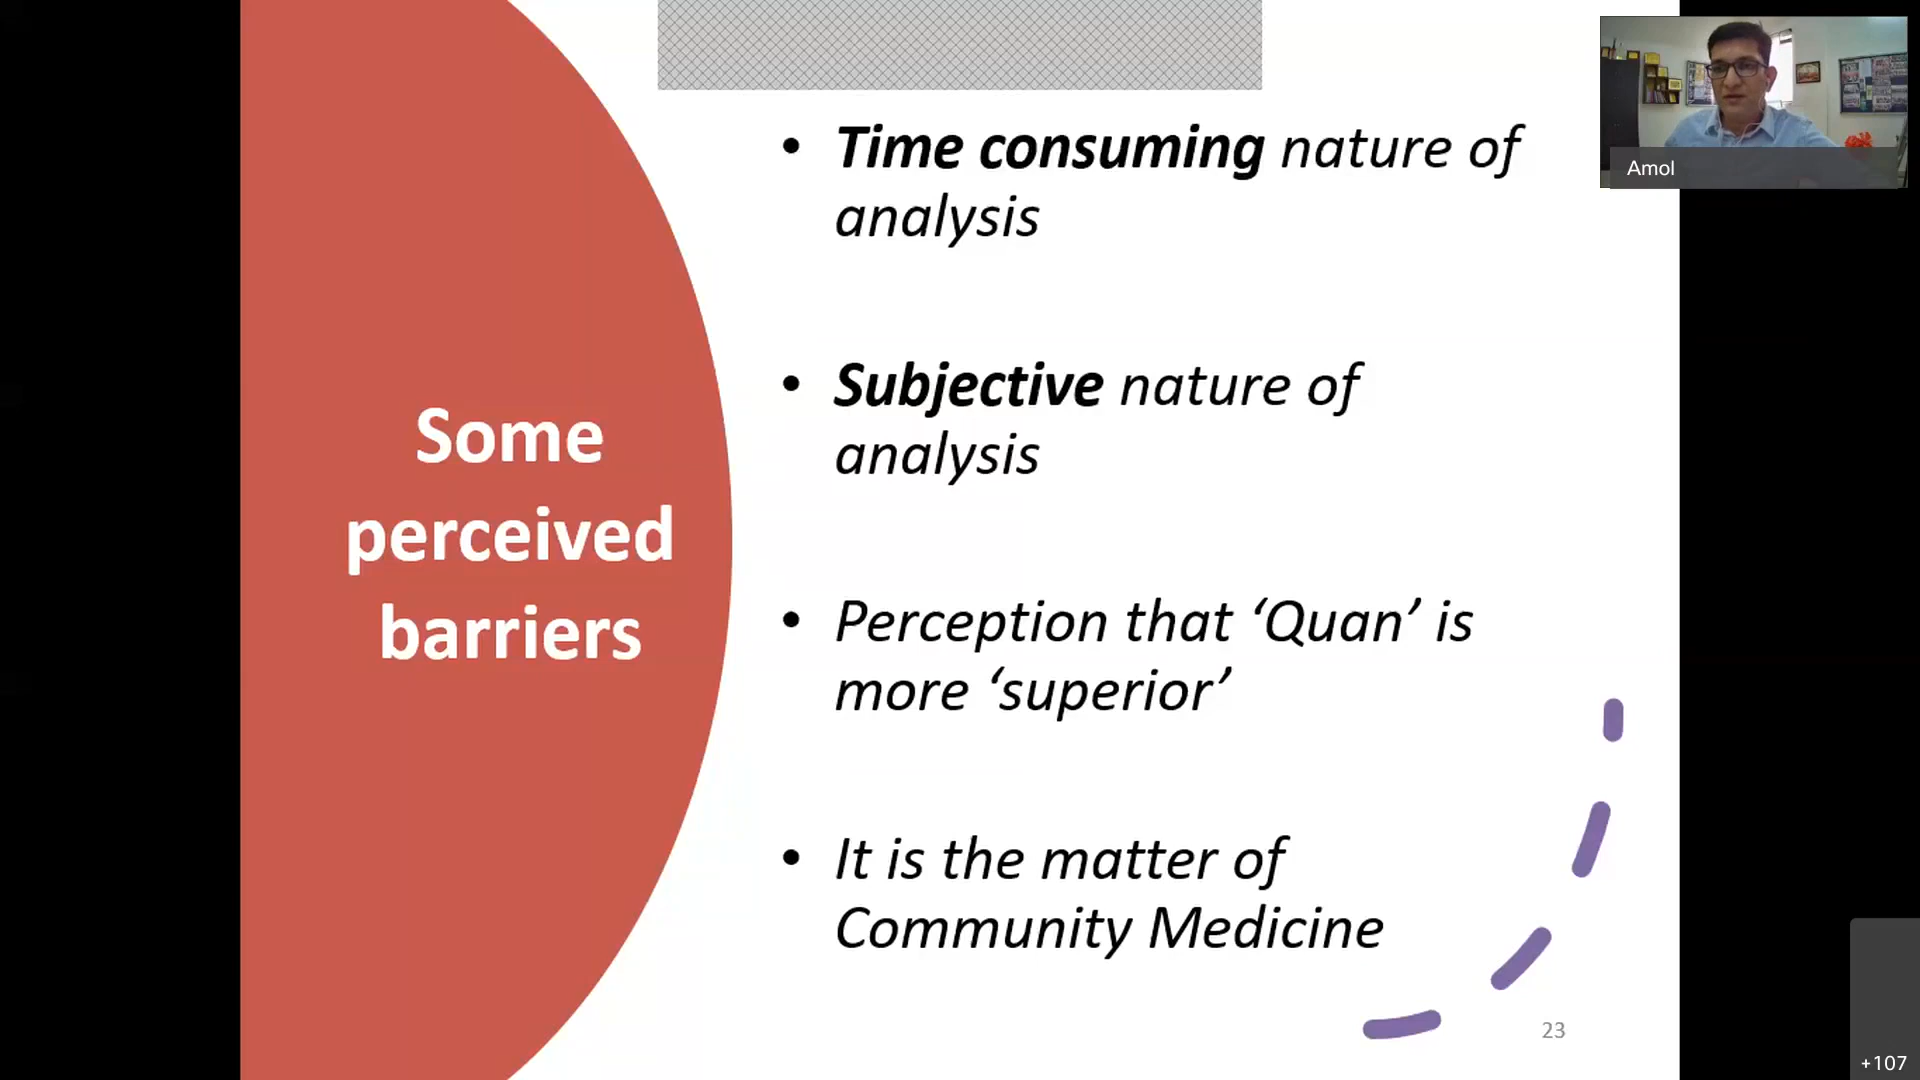 Some
perceived
barriers
• Time consuming nature of
analysis
• Subjective nature of
analysis
• Perception that ‘Quan’ is
more ‘superior’
• It is the matter of
Community Medicine
23
Amol
+107